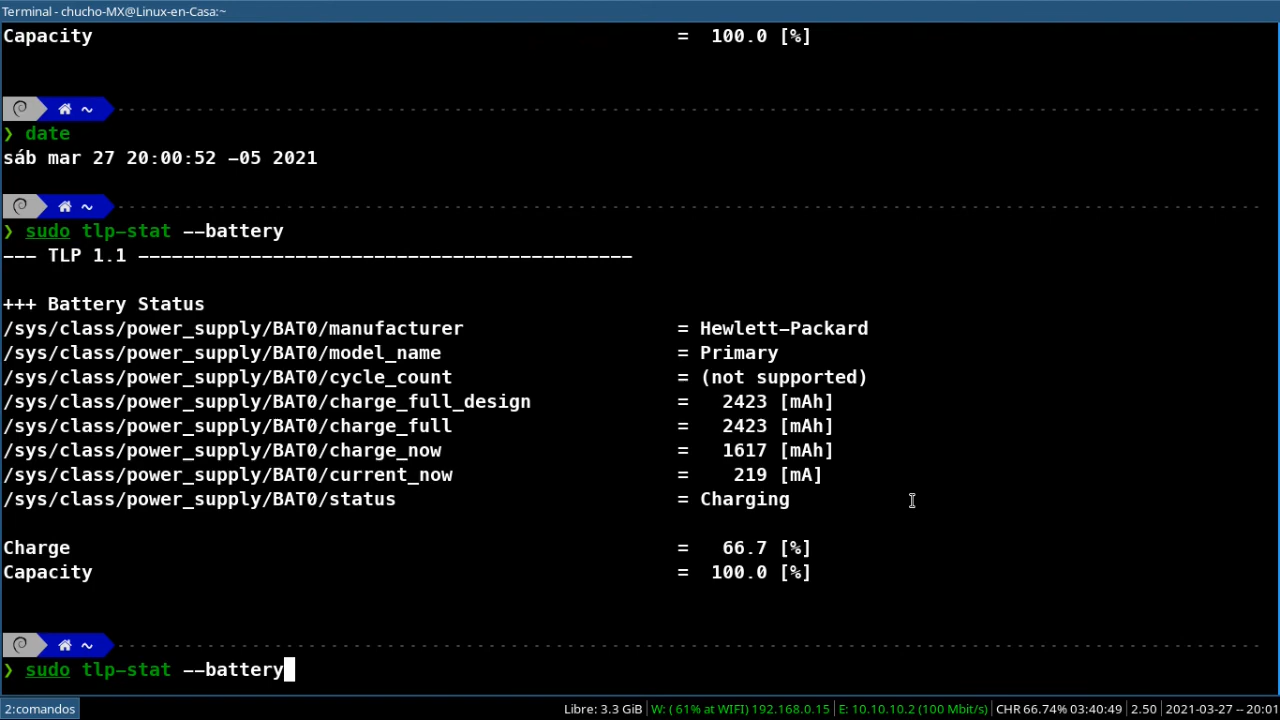 Terminal - chucho-MX@Linux-en-Casa:~
Capacity = 100.0 [%]
~
❯ date
sáb mar 27 20:00:52 -05 2021
~
❯ sudo tlp-stat --battery
--- TLP 1.1 --------------------------------------------
+++ Battery Status
/sys/class/power_supply/BAT0/manufacturer = Hewlett-Packard
/sys/class/power_supply/BAT0/model_name = Primary
/sys/class/power_supply/BAT0/cycle_count = (not supported)
/sys/class/power_supply/BAT0/charge_full_design = 2423 [mAh]
/sys/class/power_supply/BAT0/charge_full = 2423 [mAh]
/sys/class/power_supply/BAT0/charge_now = 1617 [mAh]
/sys/class/power_supply/BAT0/current_now = 219 [mA]
/sys/class/power_supply/BAT0/status = Charging
Charge = 66.7 [%]
Capacity = 100.0 [%]
~
❯ sudo tlp-stat --battery
2:comandos Libre: 3.3 GiB W: ( 61% at WIFI) 192.168.0.15 E: 10.10.10.2 (100 Mbit/s) CHR 66.74% 03:40:49 2.50 2021-03-27 -- 20:01